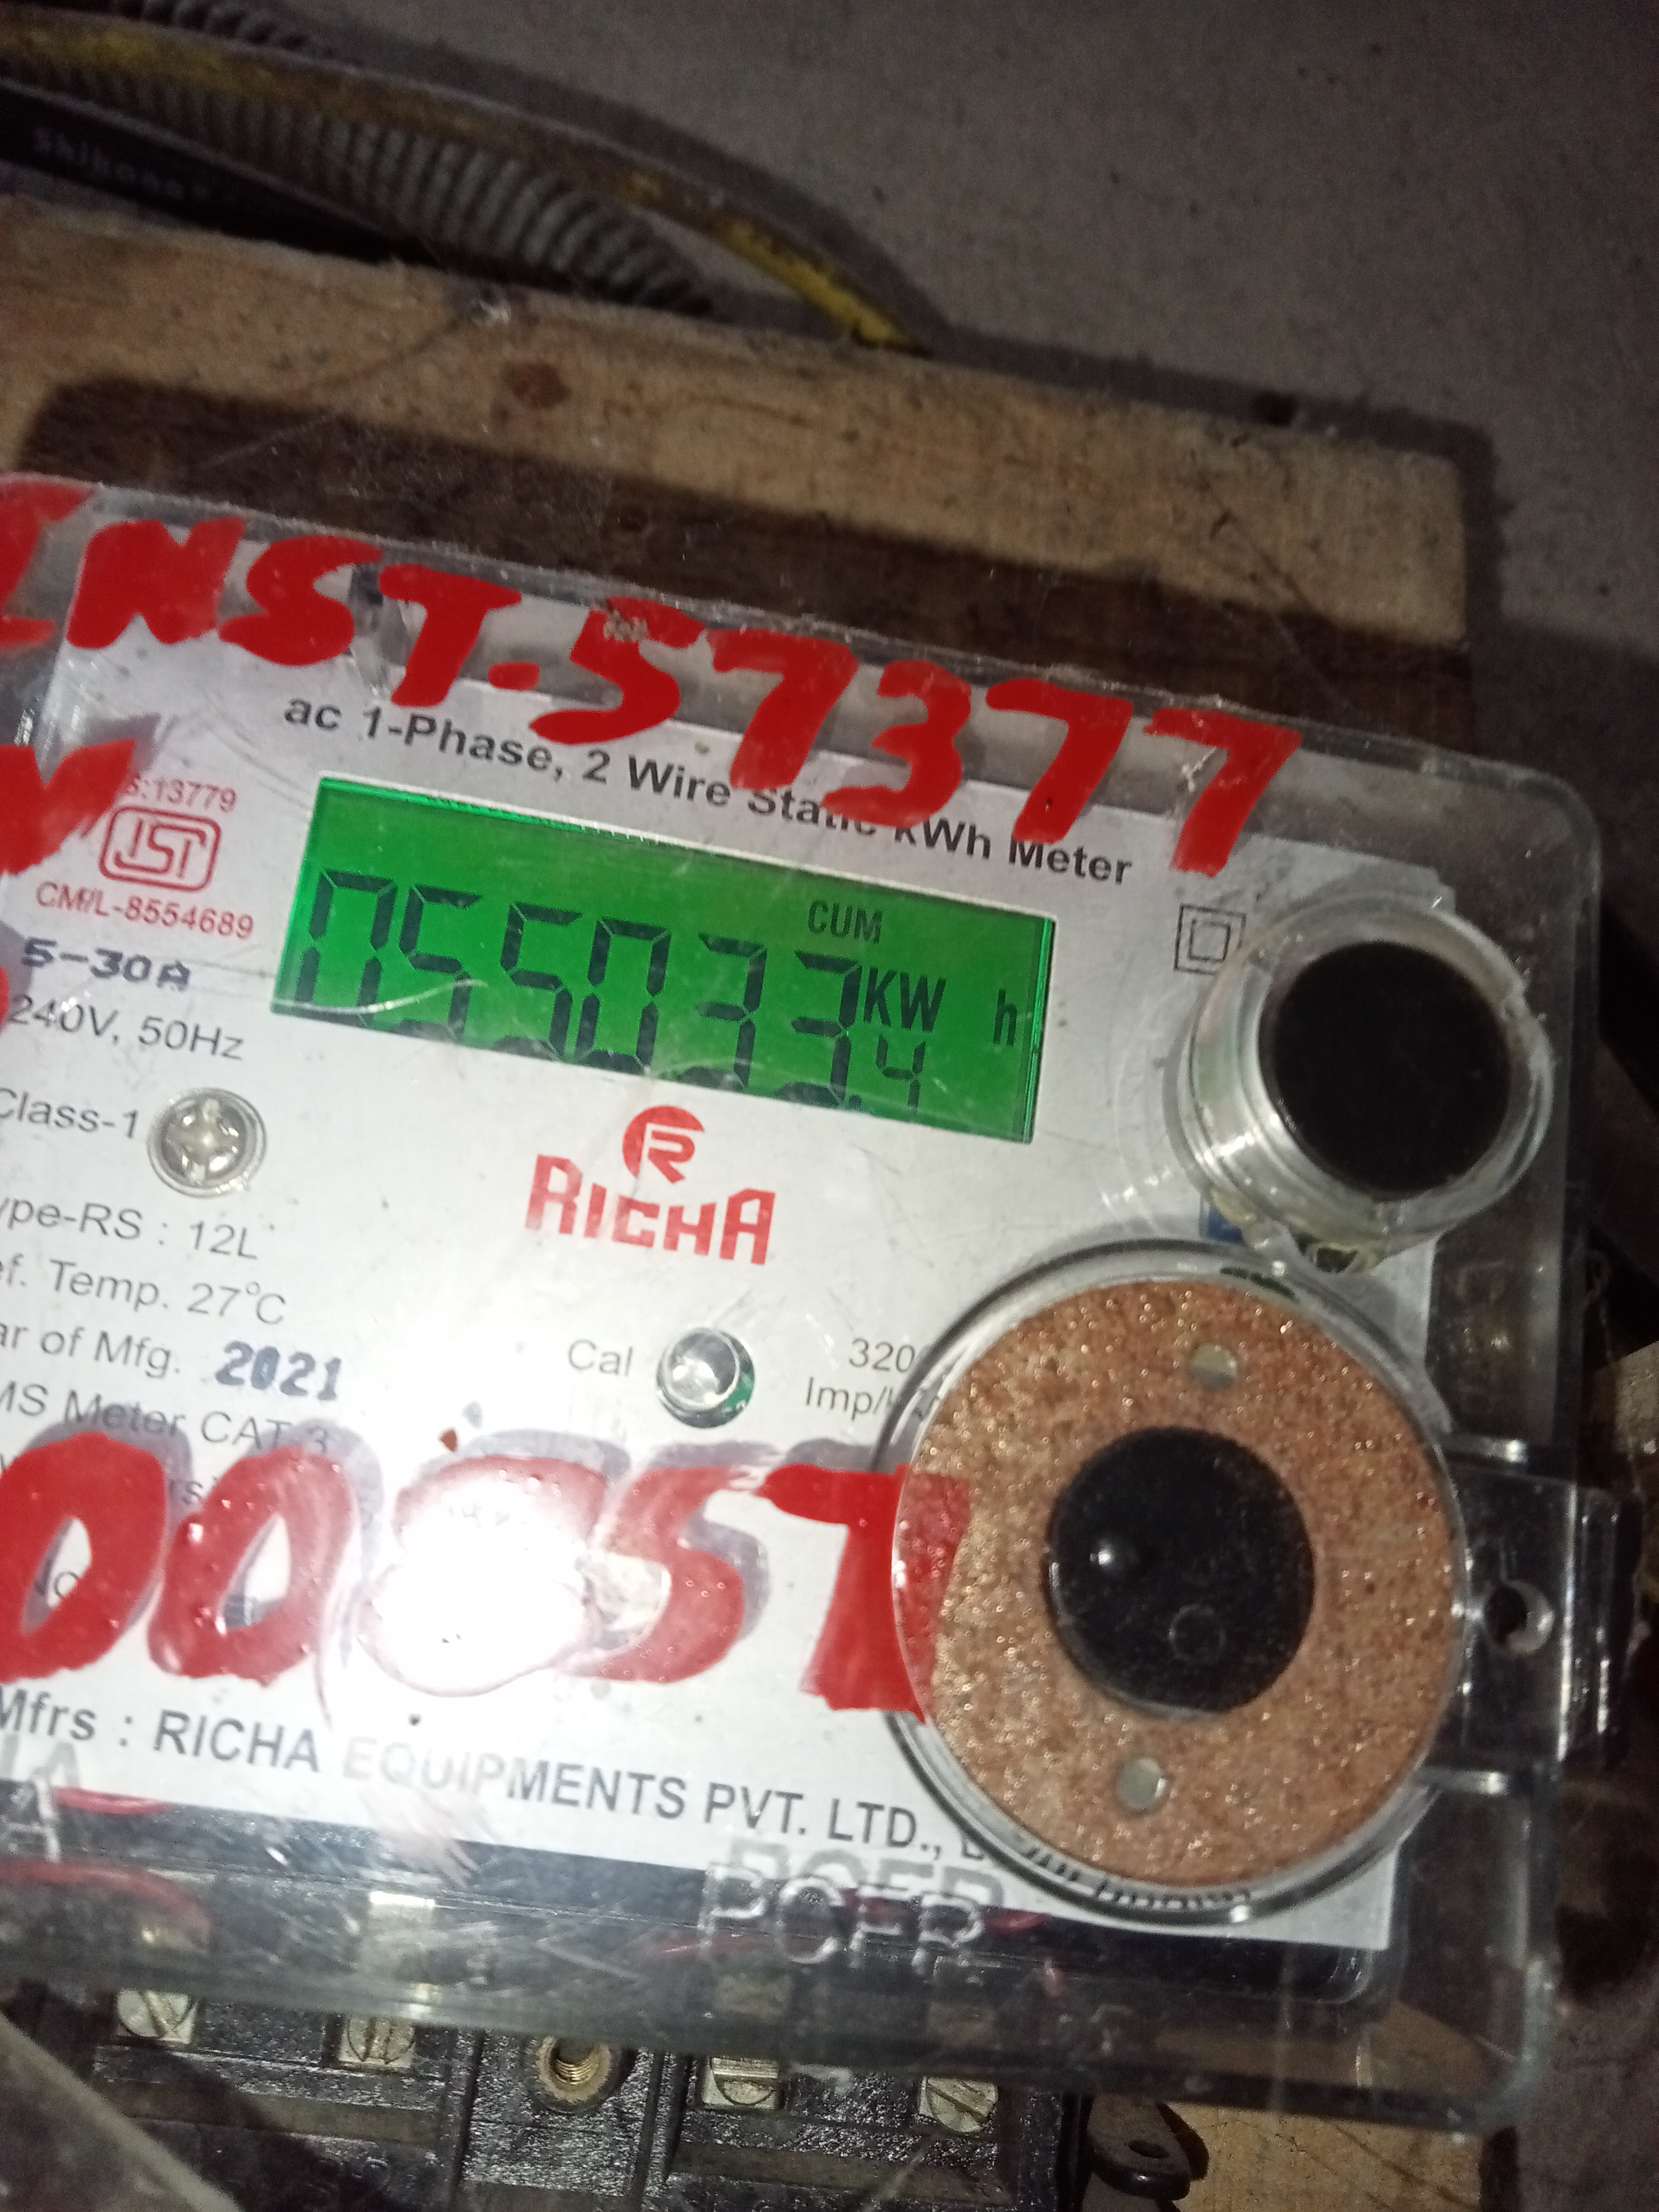 INST-57377
ac 1-Phase, 2 Wire Static kWh Meter
S:13779
ISI
CM/L-8554689
5-30A
240V, 50Hz
Class-1
ype-RS : 12L
ef. Temp. 27°C
ar of Mfg. 2021
MS Meter CAT 3
CUM
055033.4
KW h
RICHA
Cal
320
Imp/
Mfrs : RICHA EQUIPMENTS PVT. LTD.,